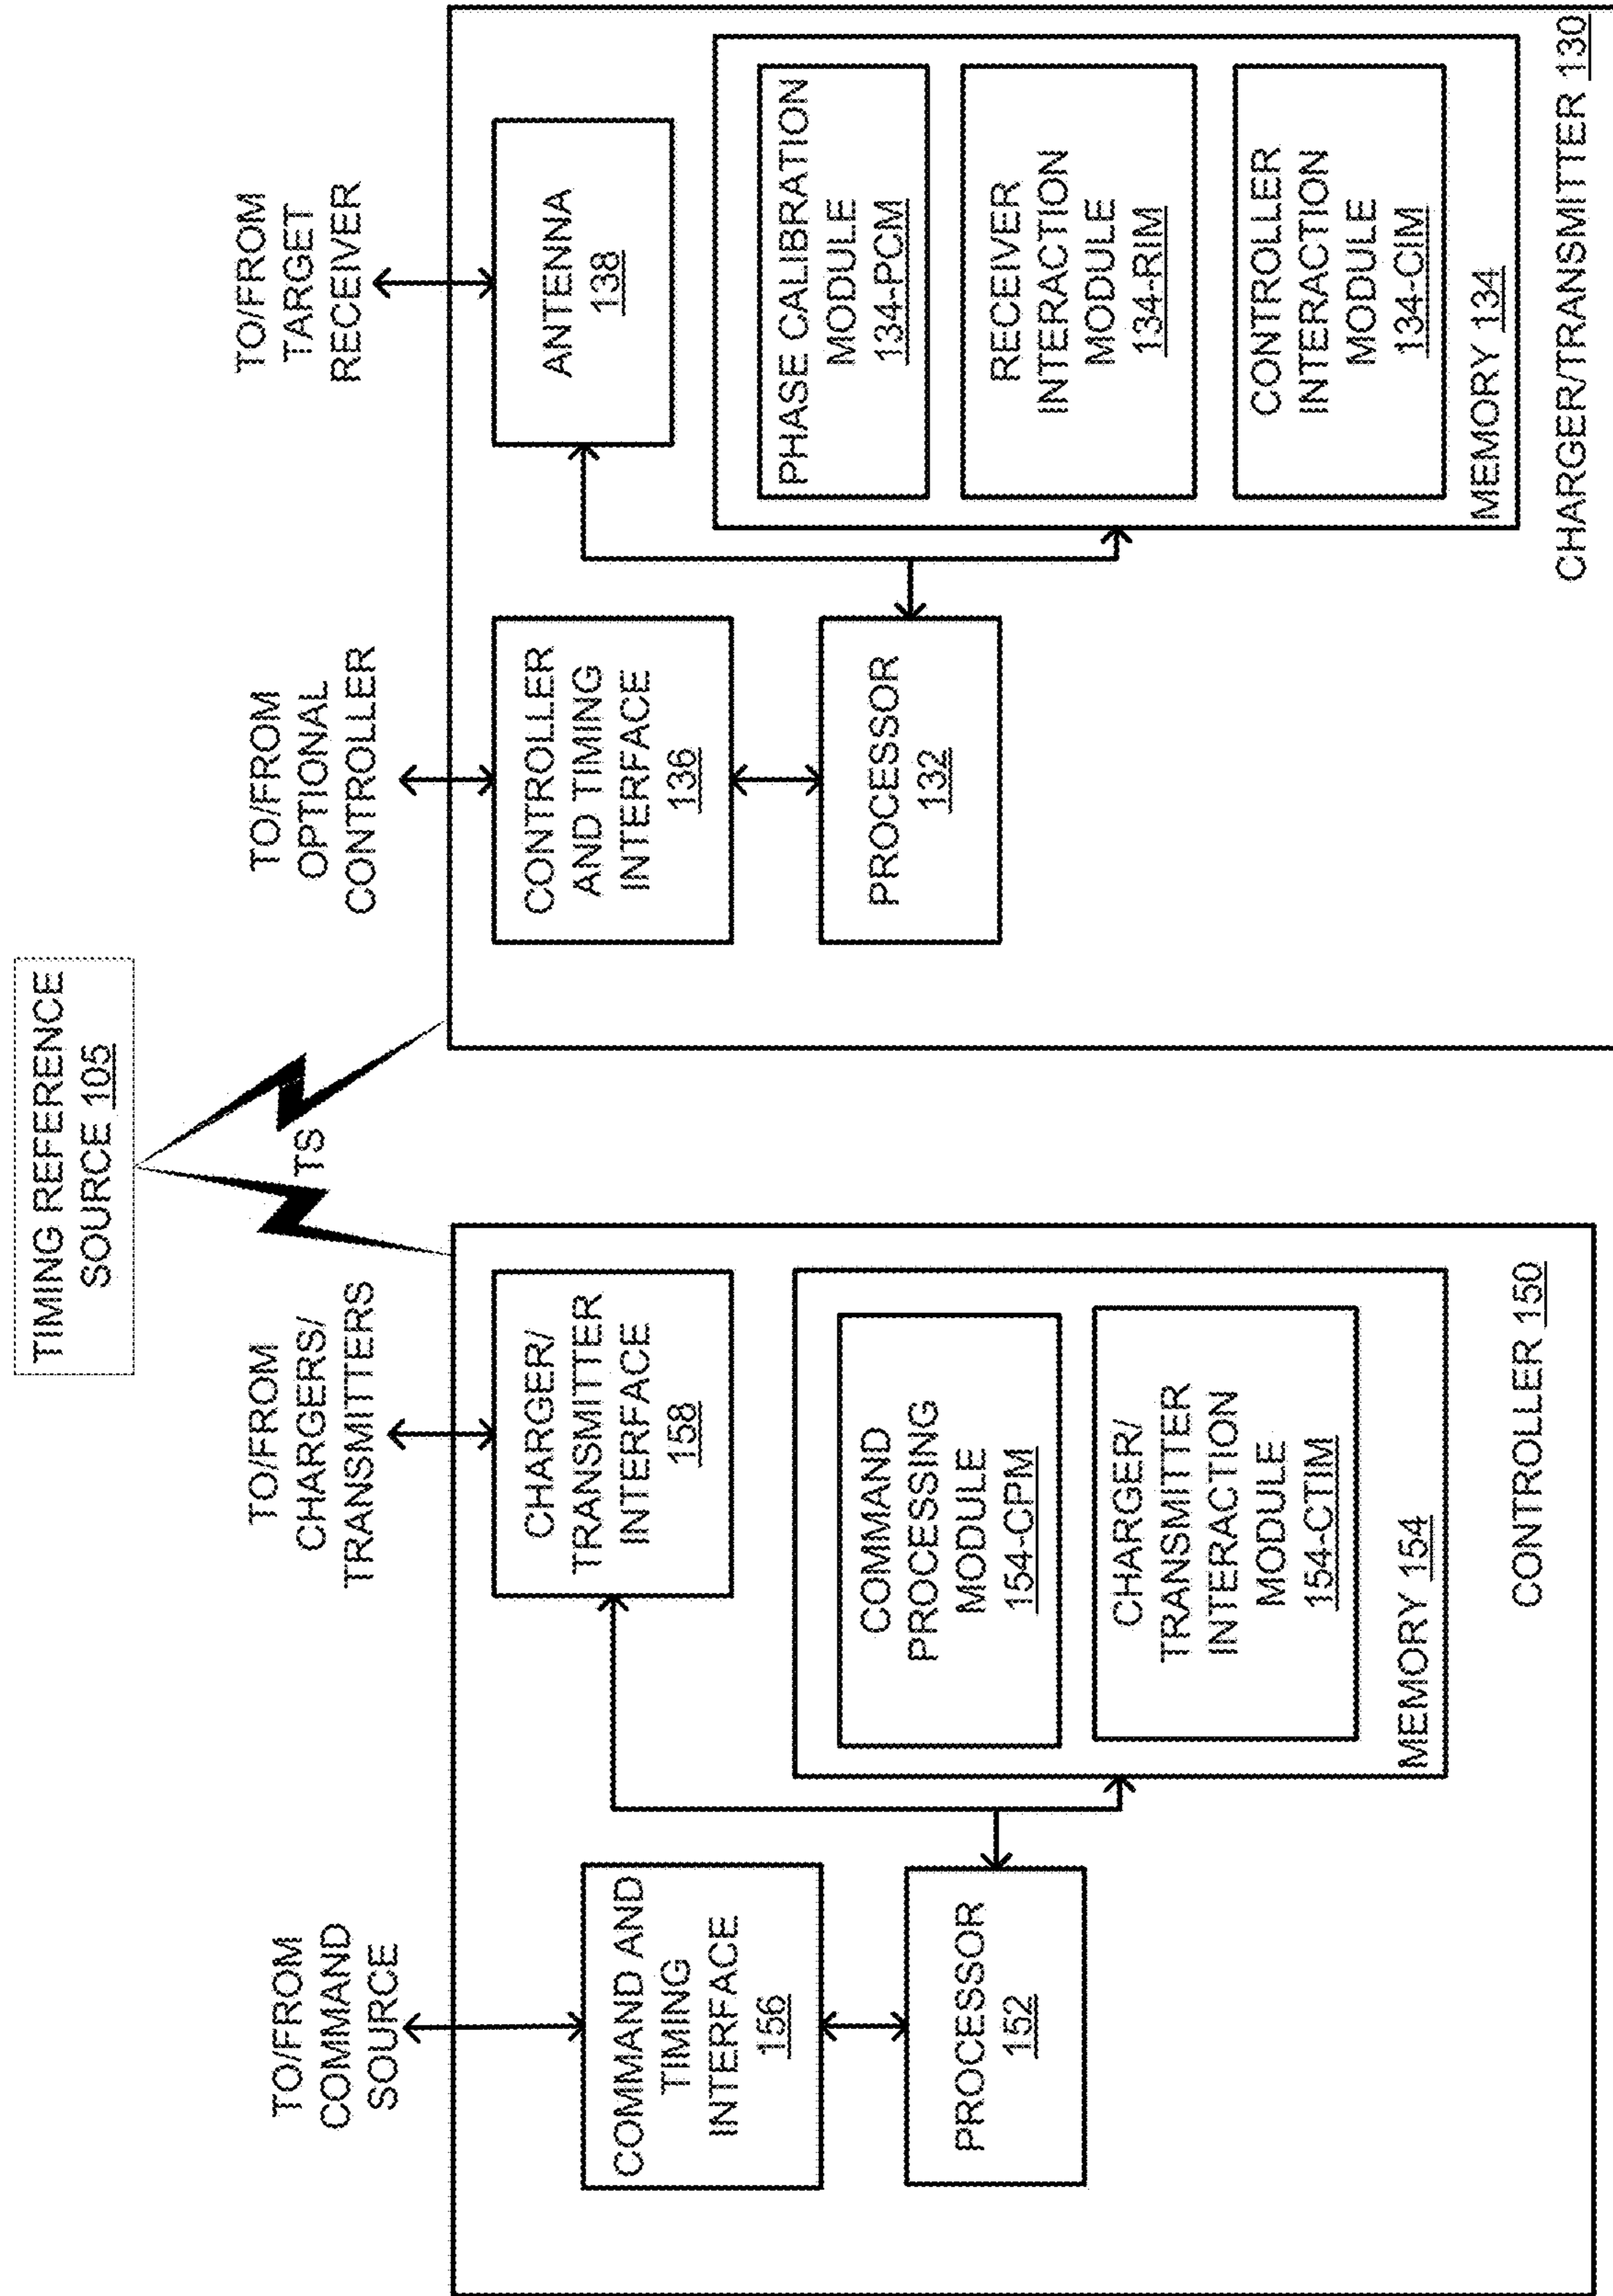 TIMING REFERENCE
SOURCE 105
TS
TO/FROM
COMMAND
SOURCE
TO/FROM
CHARGERS/
TRANSMITTERS
COMMAND AND
TIMING
INTERFACE
156
CHARGER/
TRANSMITTER
INTERFACE
158
PROCESSOR
152
COMMAND
PROCESSING
MODULE
154-CPM
CHARGER/
TRANSMITTER
INTERACTION
MODULE
154-CTIM
MEMORY 154
CONTROLLER 150
TO/FROM
OPTIONAL
CONTROLLER
TO/FROM
TARGET
RECEIVER
CONTROLLER
AND TIMING
INTERFACE
136
ANTENNA
138
PROCESSOR
132
PHASE CALIBRATION
MODULE
134-PCM
RECEIVER
INTERACTION
MODULE
134-RIM
CONTROLLER
INTERACTION
MODULE
134-CIM
MEMORY 134
CHARGER/TRANSMITTER 130